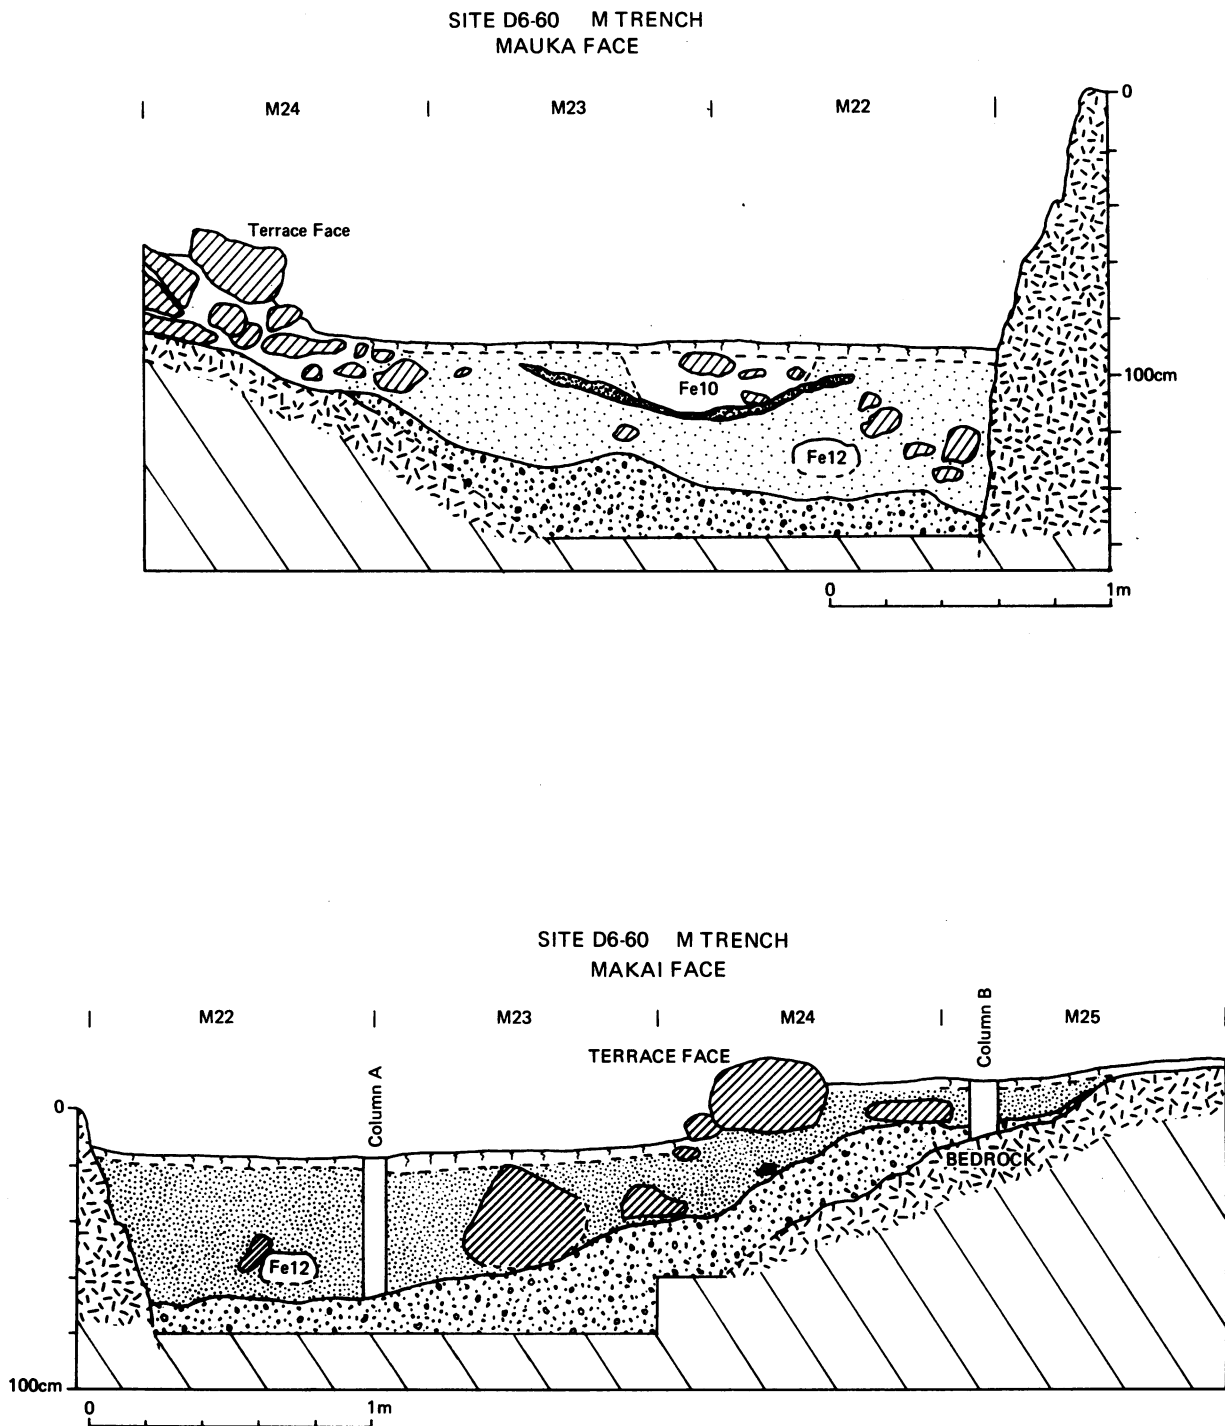 SITE D6-60 M TRENCH
MAUKA FACE
M24 M23 M22
0
Terrace Face
100cm
Fe10
Fe12
0 1m
SITE D6-60 M TRENCH
MAKAI FACE
M22 M23 M24 Column B M25
TERRACE FACE
Column A
0
BEDROCK
Fe12
100cm
0 1m